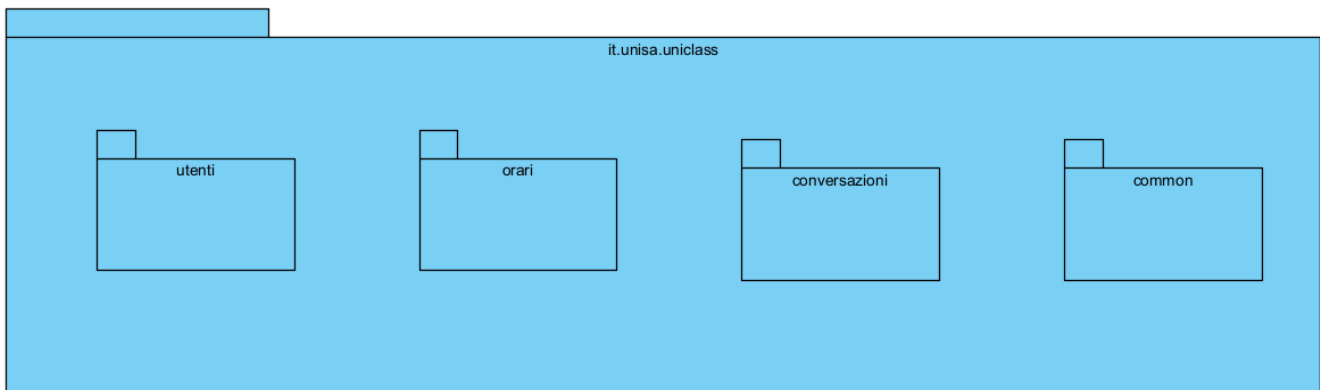 it.unisa.uniclass
utenti
orari
conversazioni
common